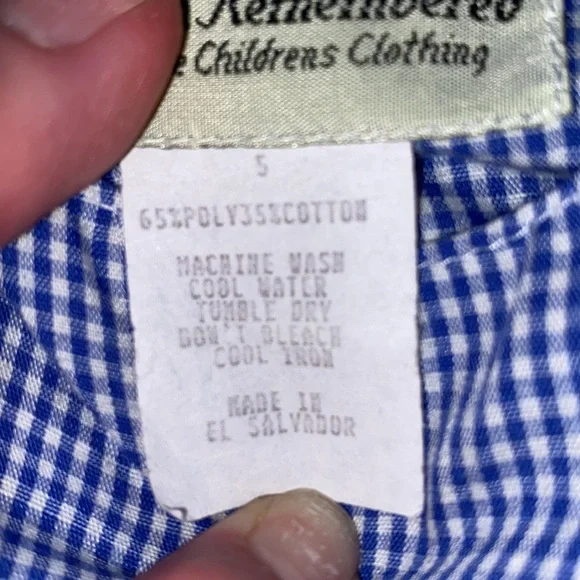 Remembered
Childrens Clothing
5
65%POLY35%COTTON
MACHINE WASH
COOL WATER
TUMBLE DRY
DON'T BLEACH
COOL IRON
MADE IN
EL SALVADOR